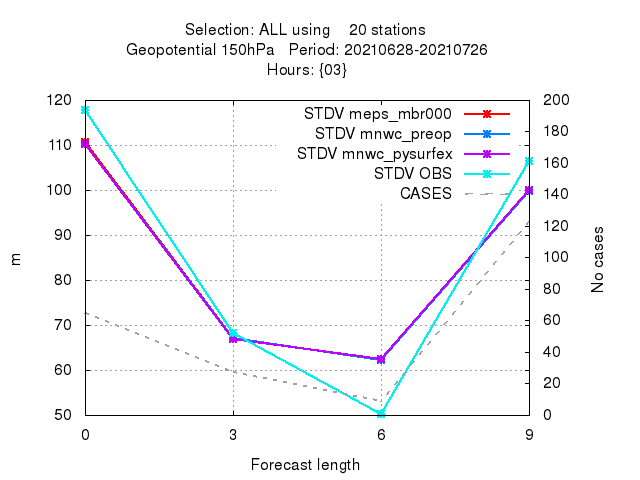 Selection: ALL using    20 stations
Geopotential 150hPa   Period: 20210628-20210726
Hours: {03}
120 200
STDV meps_mbr000
180
STDV mnwc_preop
110
STDV mnwc_pysurfex
160
STDV OBS
100
CASES
140
120
90
m
No cases
100
80
80
70
60
60
40
20
50 0
0 3 6 9
Forecast length